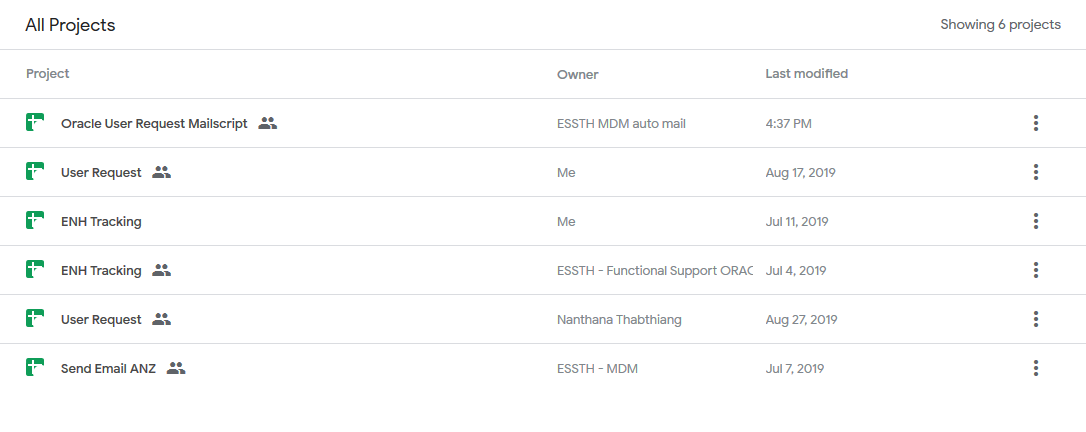 All Projects Showing 6 projects
Project Owner Last modified
Oracle User Request Mailscript ESSTH MDM auto mail 4:37 PM
User Request Me Aug 17, 2019
ENH Tracking Me Jul 11, 2019
ENH Tracking ESSTH - Functional Support ORAC Jul 4, 2019
User Request Nanthana Thabthiang Aug 27, 2019
Send Email ANZ ESSTH - MDM Jul 7, 2019